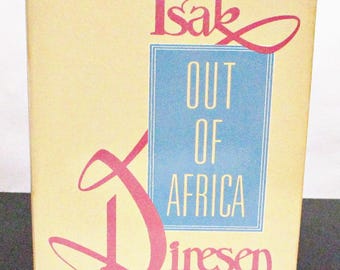 Isak
OUT
OF
AFRICA
Dinesen